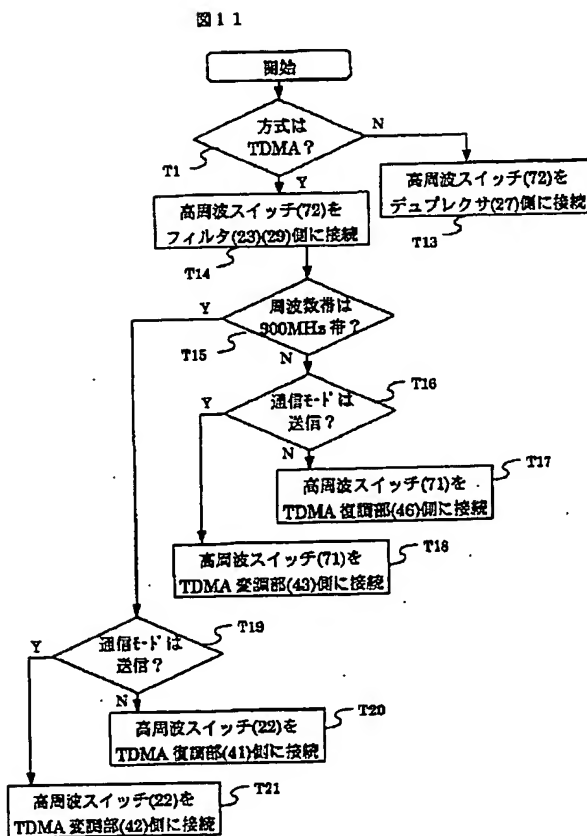 図11
開始
方式は
TDMA?
N
T1
Y
高周波スイッチ(72)を
デュプレクサ(27)側に接続
T13
高周波スイッチ(72)を
フィルタ(23)(29)側に接続
T14
Y
周波数帯は
900MHz帯?
T15
N
T16
Y
通信モードは
送信?
N
T17
高周波スイッチ(71)を
TDMA復調部(46)側に接続
T18
高周波スイッチ(71)を
TDMA変調部(43)側に接続
T19
Y
通信モードは
送信?
N
T20
高周波スイッチ(22)を
TDMA復調部(41)側に接続
T21
高周波スイッチ(22)を
TDMA変調部(42)側に接続